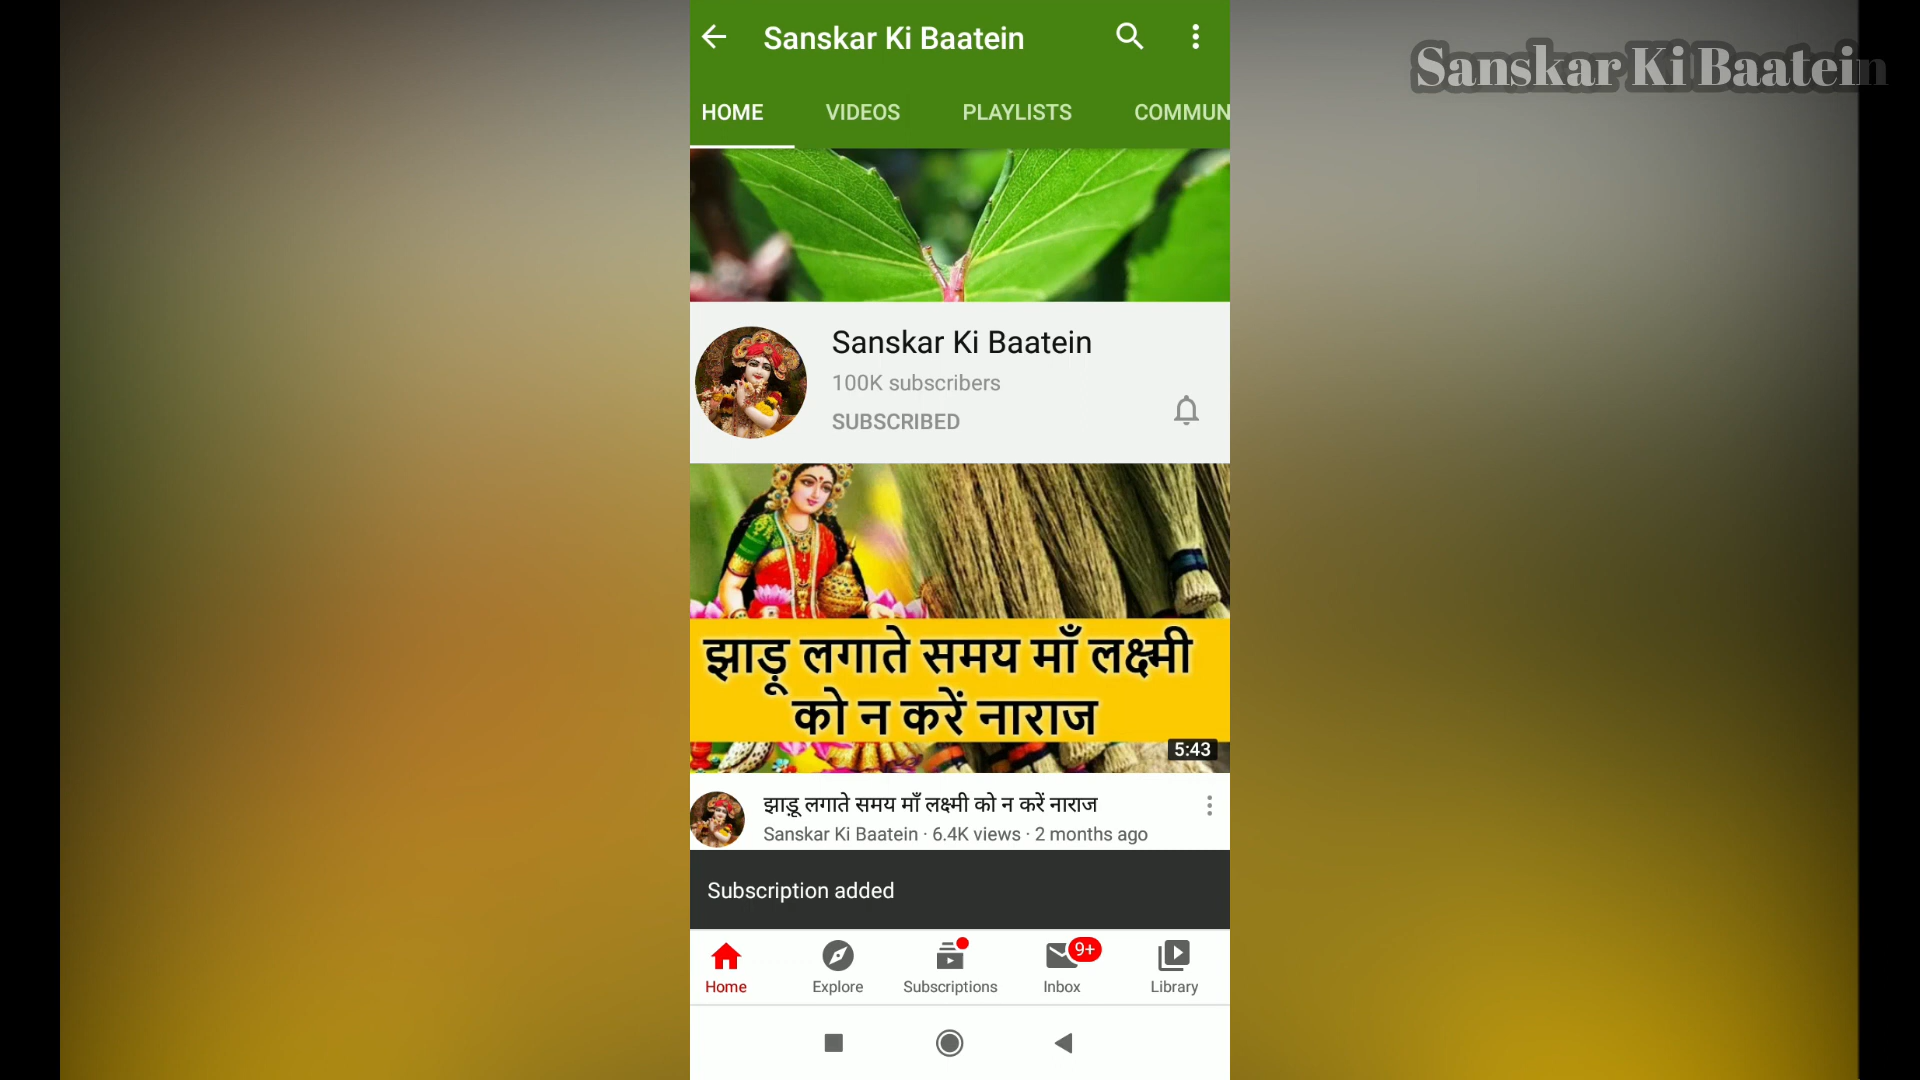 Sanskar Ki Baatein
Sanskar Ki Baatein
HOME VIDEOS PLAYLISTS COMMUN
Sanskar Ki Baatein
100K subscribers
SUBSCRIBED
झाड़ू लगाते समय माँ लक्ष्मी
को न करें नाराज
5:43
झाड़ू लगाते समय माँ लक्ष्मी को न करें नाराज
Sanskar Ki Baatein · 6.4K views · 2 months ago
Subscription added
9+
Home Explore Subscriptions Inbox Library